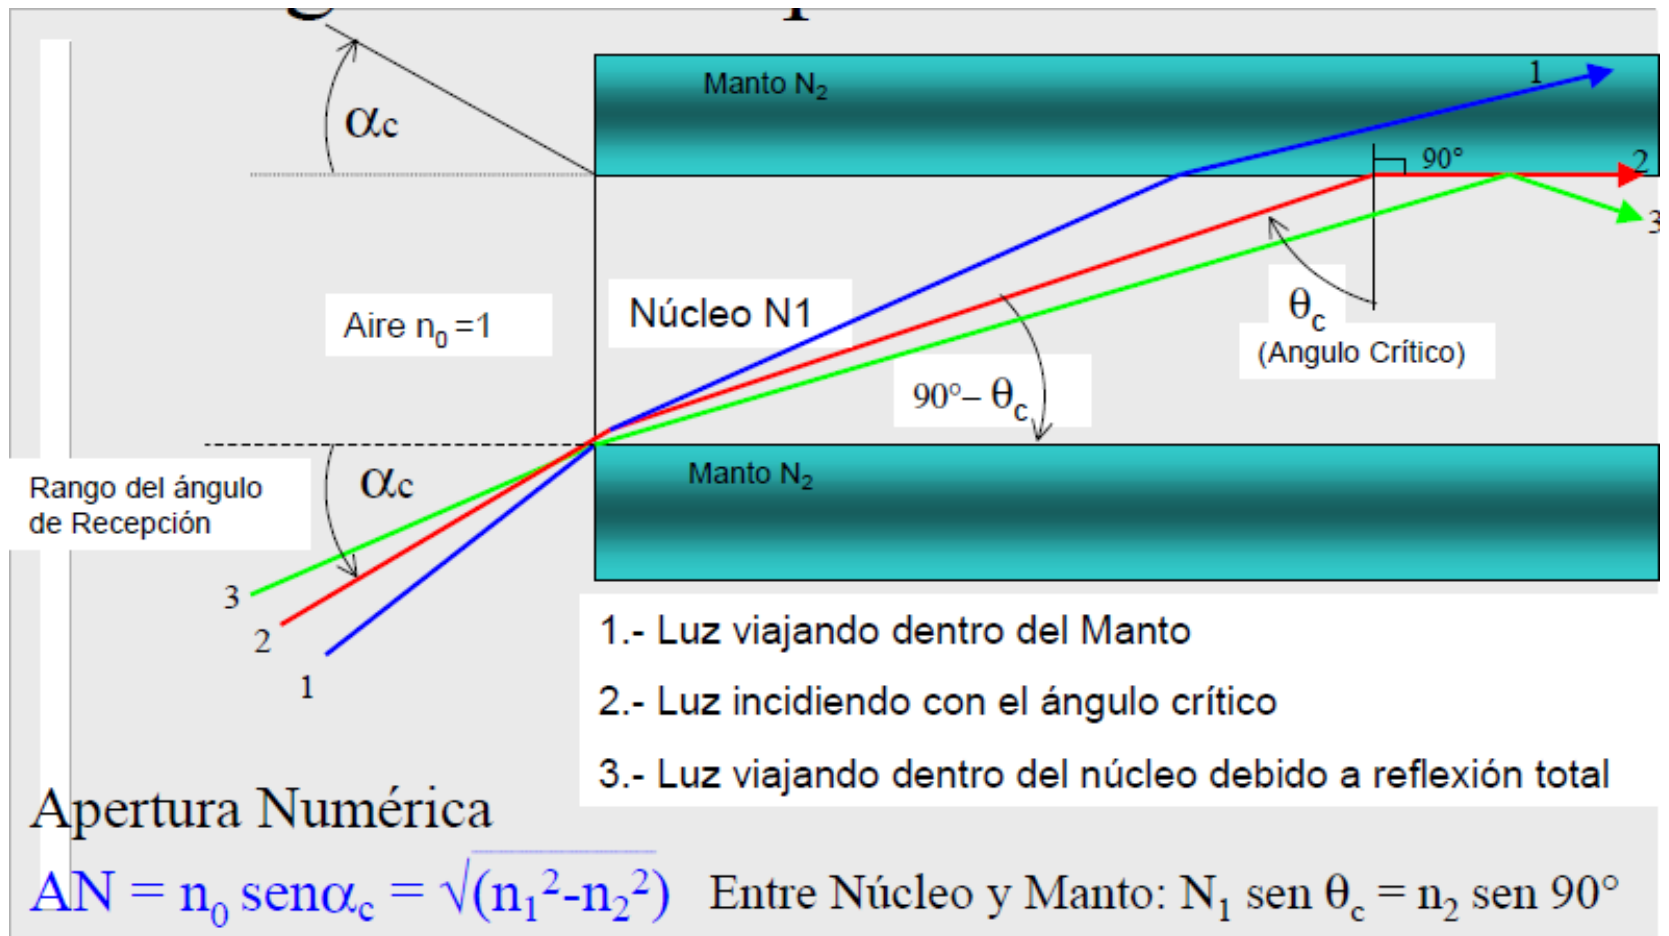 Manto N₂
1
αc
90°
2
3
Aire n₀ =1
Núcleo N1
θc
(Angulo Crítico)
90°– θc
Rango del ángulo
de Recepción
αc
Manto N₂
3
2
1
1.- Luz viajando dentro del Manto
2.- Luz incidiendo con el ángulo crítico
3.- Luz viajando dentro del núcleo debido a reflexión total
Apertura Numérica
AN = n₀ senαc = √(n₁²-n₂²) Entre Núcleo y Manto: N₁ sen θc = n₂ sen 90°